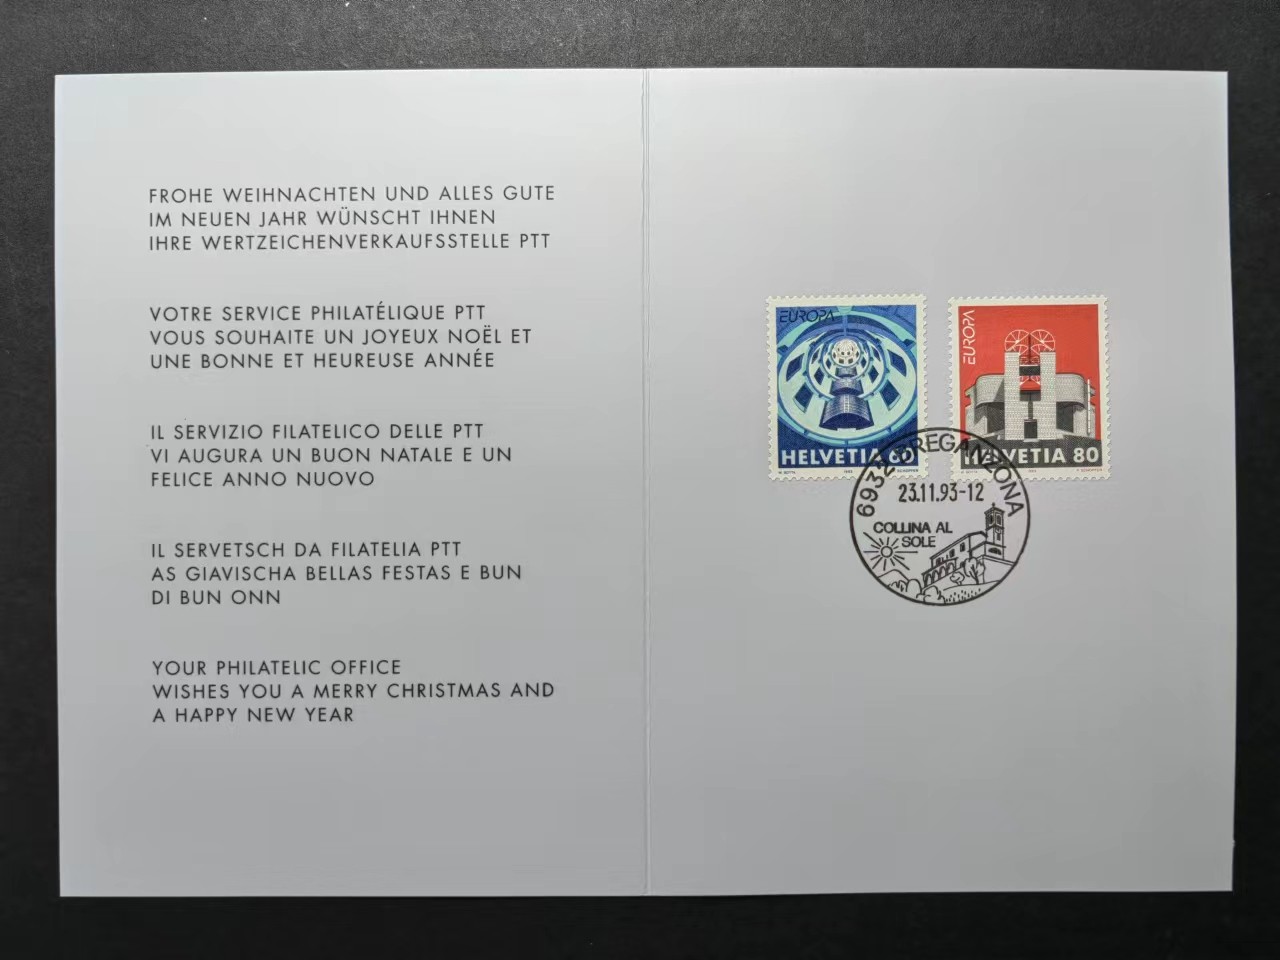 FROHE WEIHNACHTEN UND ALLES GUTE
IM NEUEN JAHR WÜNSCHT IHNEN
IHRE WERTZEICHENVERKAUFSSTELLE PTT
VOTRE SERVICE PHILATÉLIQUE PTT
VOUS SOUHAITE UN JOYEUX NOËL ET
UNE BONNE ET HEUREUSE ANNÉE
IL SERVIZIO FILATELICO DELLE PTT
VI AUGURA UN BUON NATALE E UN
FELICE ANNO NUOVO
IL SERVETSCH DA FILATELIA PTT
AS GIAVISCHA BELLAS FESTAS E BUN
DI BUN ONN
YOUR PHILATELIC OFFICE
WISHES YOU A MERRY CHRISTMAS AND
A HAPPY NEW YEAR
EUROPA
HELVETIA 60
EUROPA
HELVETIA 80
6932 BREGANZONA
23.11.93-12
COLLINA AL
SOLE